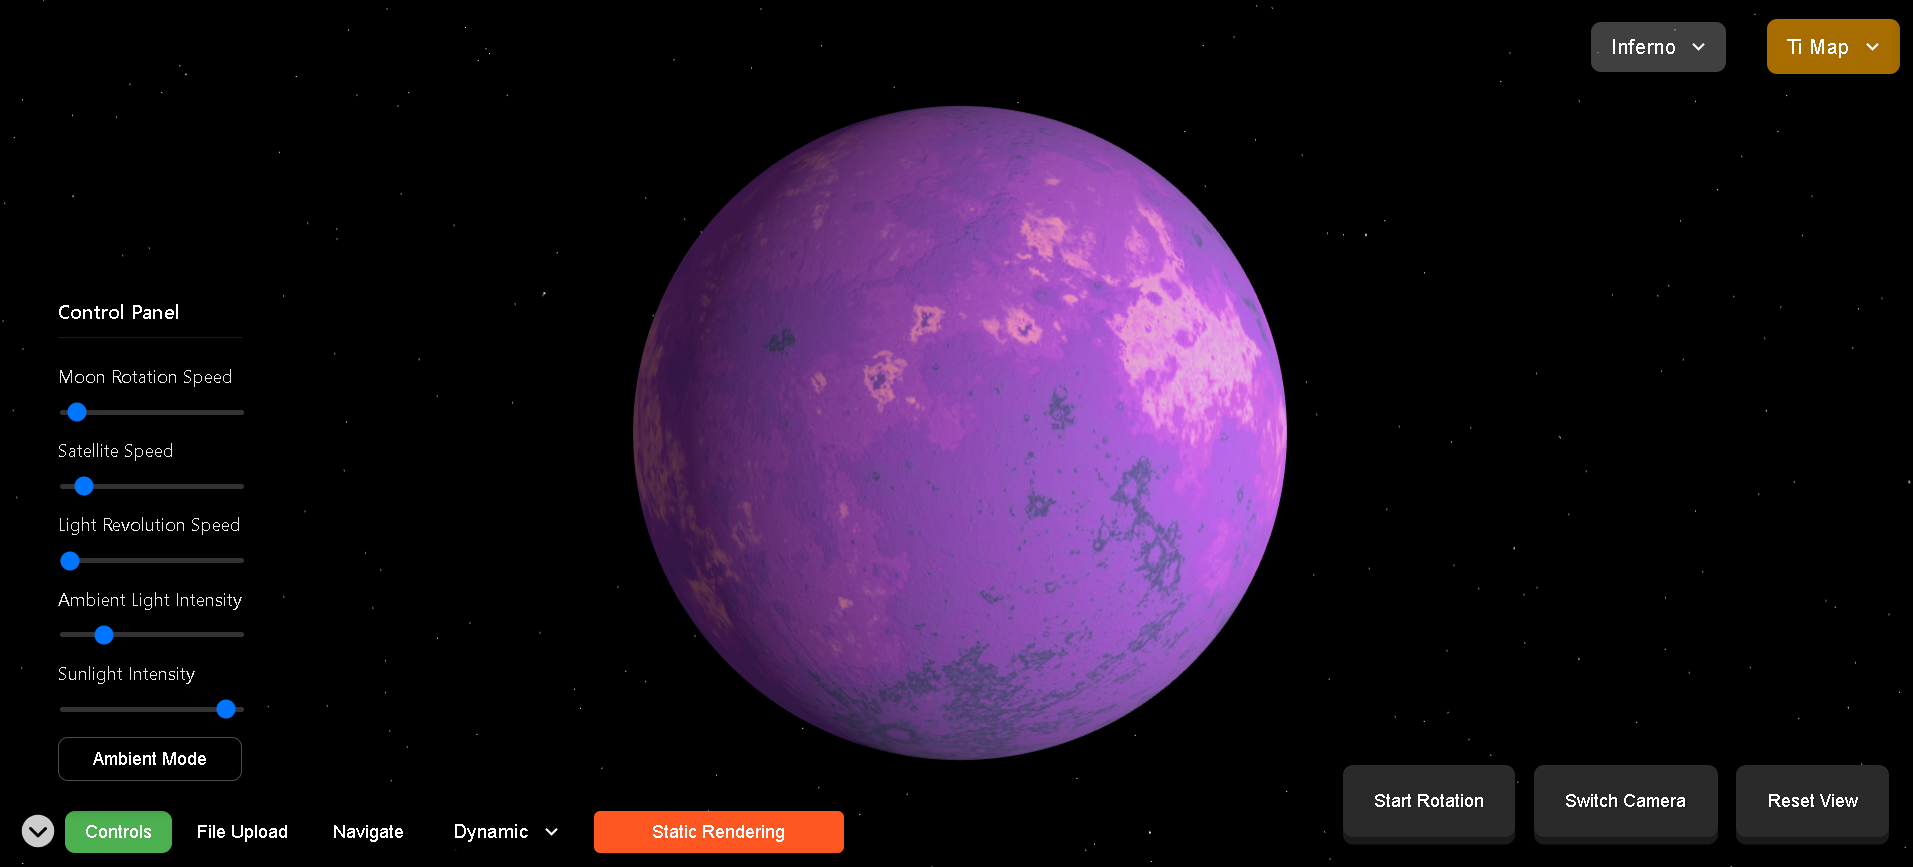 Inferno
Ti Map
Control Panel
Moon Rotation Speed
Satellite Speed
Light Revolution Speed
Ambient Light Intensity
Sunlight Intensity
Ambient Mode
Start Rotation
Switch Camera
Reset View
Controls
File Upload
Navigate
Dynamic
Static Rendering